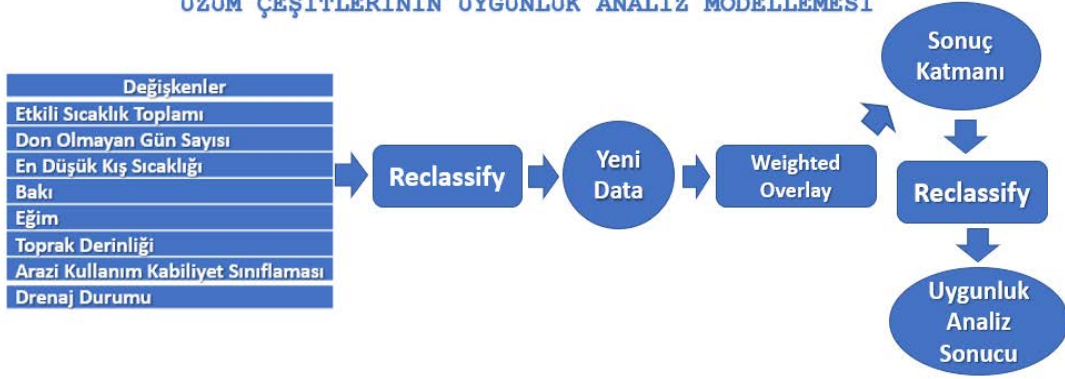 ÜZÜM ÇEŞİTLERİNİN UYGUNLUK ANALİZ MODELLEMESİ
Değişkenler
Etkili Sıcaklık Toplamı
Don Olmayan Gün Sayısı
En Düşük Kış Sıcaklığı
Bakı
Eğim
Toprak Derinliği
Arazi Kullanım Kabiliyet Sınıflaması
Drenaj Durumu
Reclassify
Yeni
Data
Weighted
Overlay
Sonuç
Katmanı
Reclassify
Uygunluk
Analiz
Sonucu